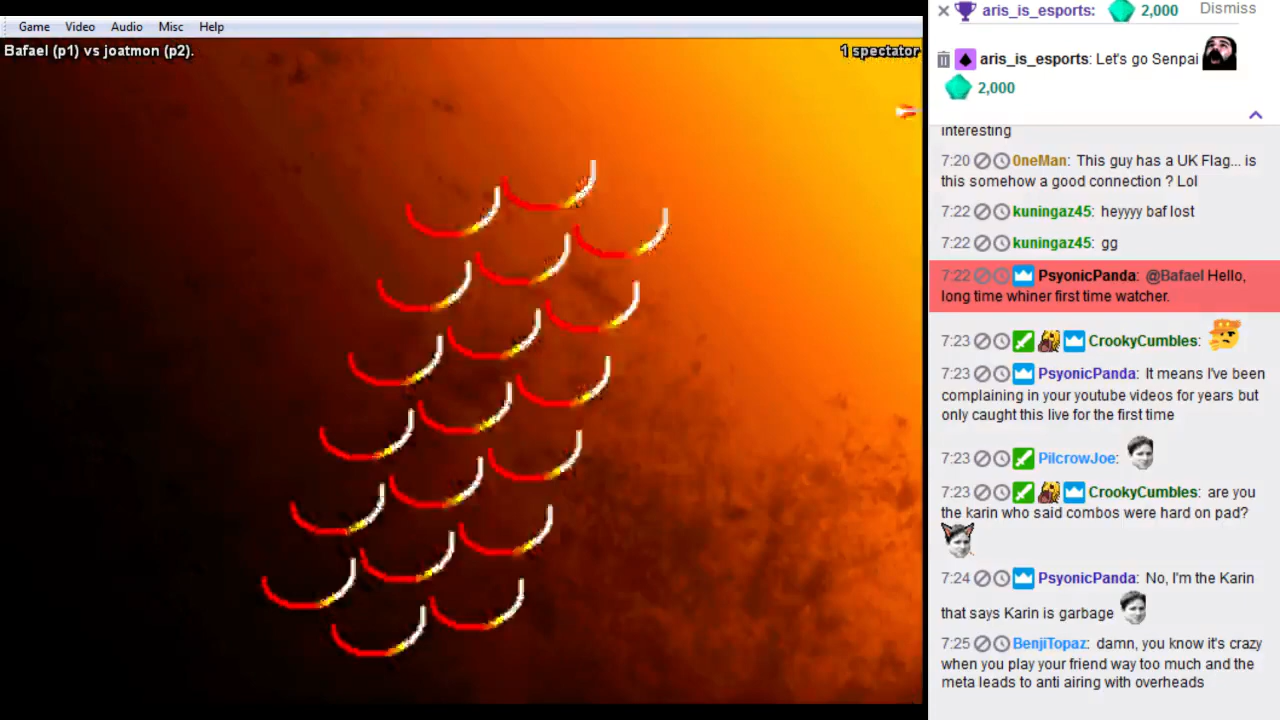 Game Video Audio Misc Help
Bafael (p1) vs joatmon (p2).
1 spectator
aris_is_esports: 2,000 Dismiss
aris_is_esports: Let's go Senpai
2,000
interesting
7:20 0neMan: This guy has a UK Flag... is
this somehow a good connection ? Lol
7:22 kuningaz45: heyyyy baf lost
7:22 kuningaz45: gg
7:22 PsyonicPanda: @Bafael Hello,
long time whiner first time watcher.
7:23 CrookyCumbles:
7:23 PsyonicPanda: It means I've been
complaining in your youtube videos for years but
only caught this live for the first time
7:23 PilcrowJoe:
7:23 CrookyCumbles: are you
the karin who said combos were hard on pad?
7:24 PsyonicPanda: No, I'm the Karin
that says Karin is garbage
7:25 BenjiTopaz: damn, you know it's crazy
when you play your friend way too much and the
meta leads to anti airing with overheads